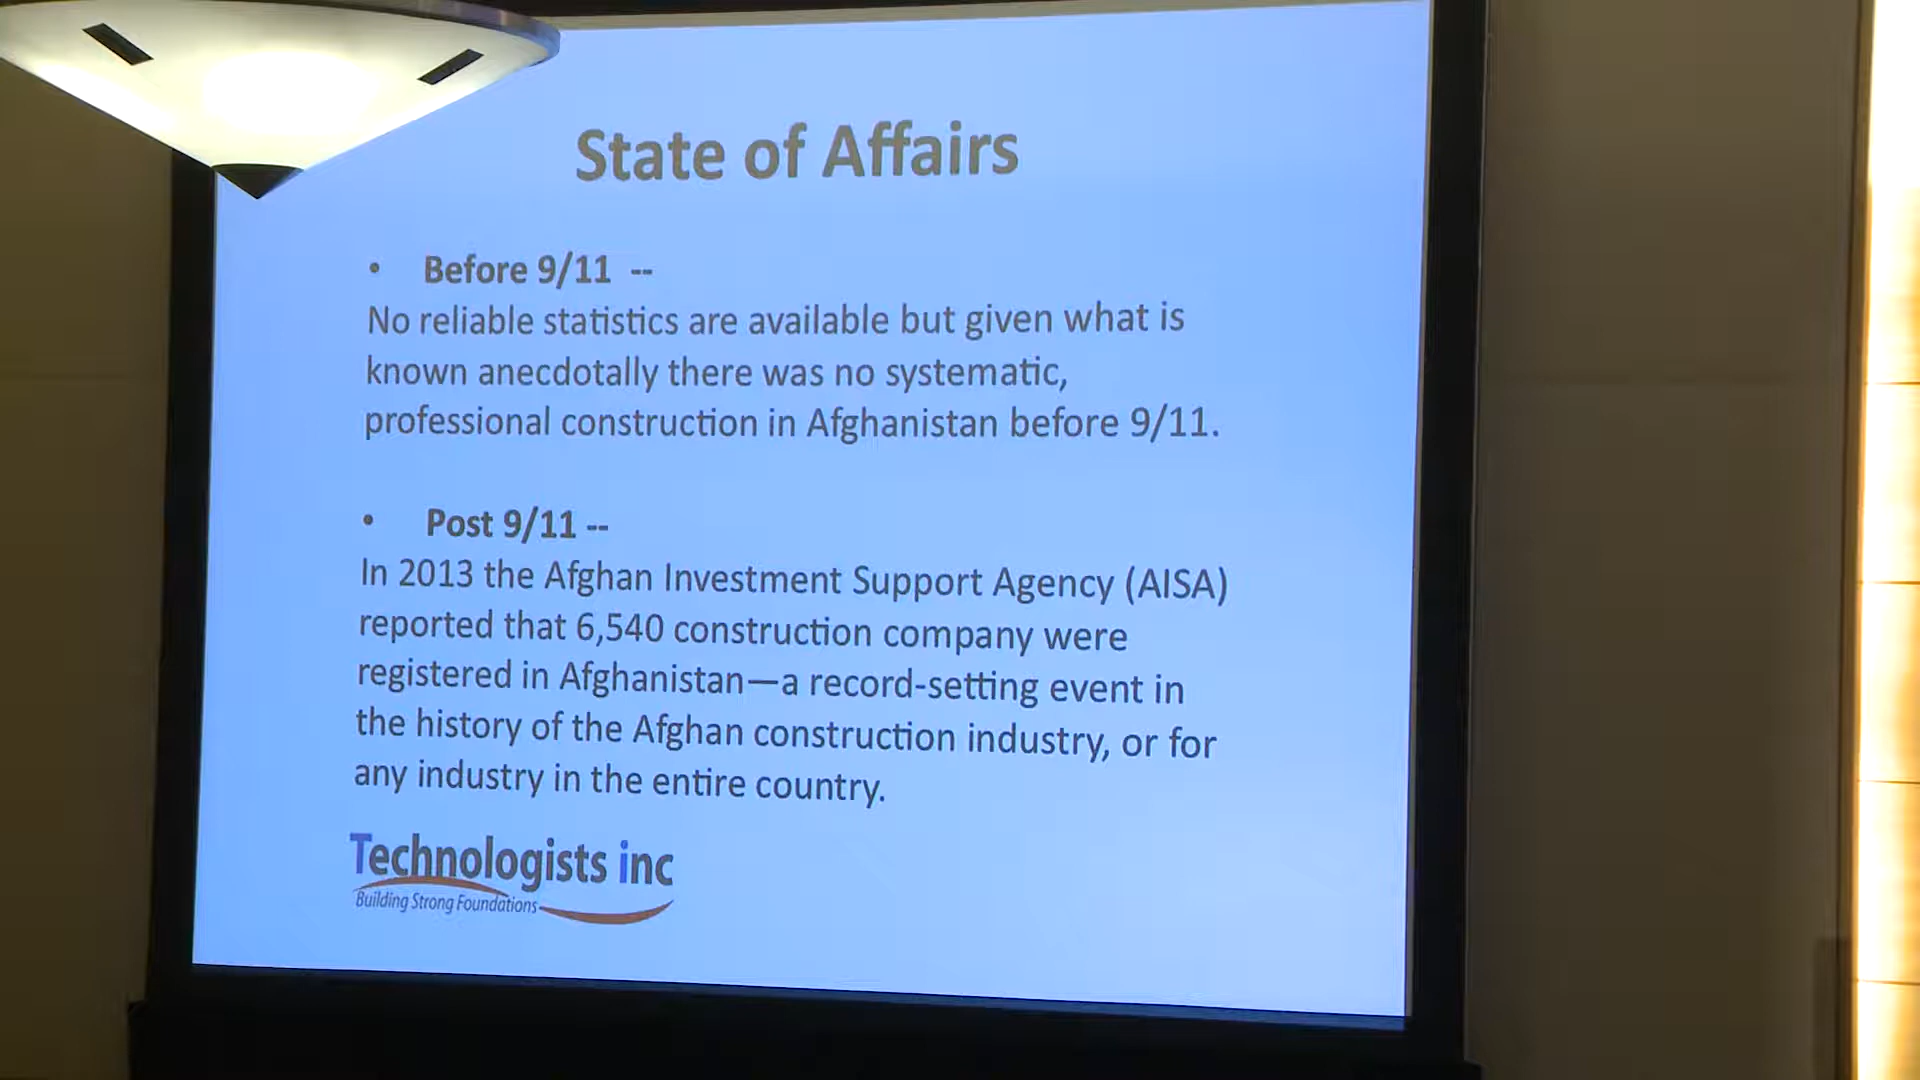 State of Affairs
• Before 9/11 --
No reliable statistics are available but given what is
known anecdotally there was no systematic,
professional construction in Afghanistan before 9/11.
• Post 9/11 --
In 2013 the Afghan Investment Support Agency (AISA)
reported that 6,540 construction company were
registered in Afghanistan—a record-setting event in
the history of the Afghan construction industry, or for
any industry in the entire country.
Technologists inc
Building Strong Foundations